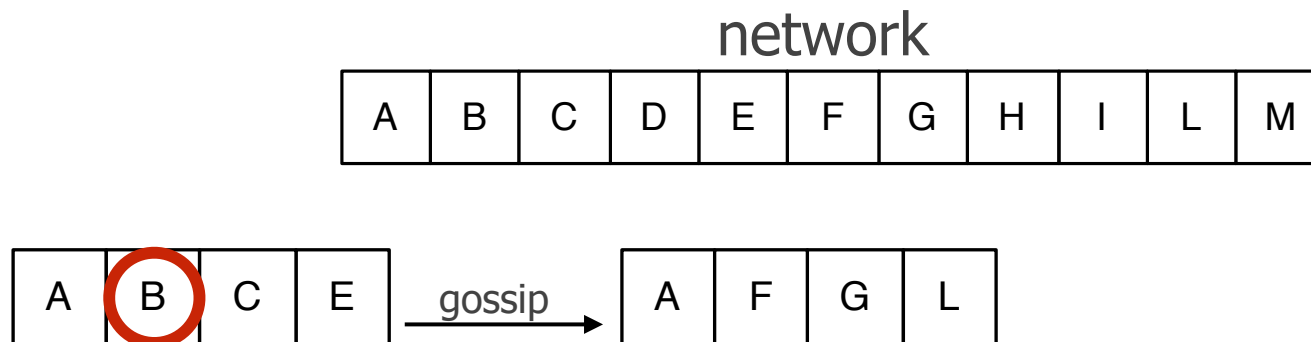 network
A B C D E F G H I L M
A B C E gossip A F G L